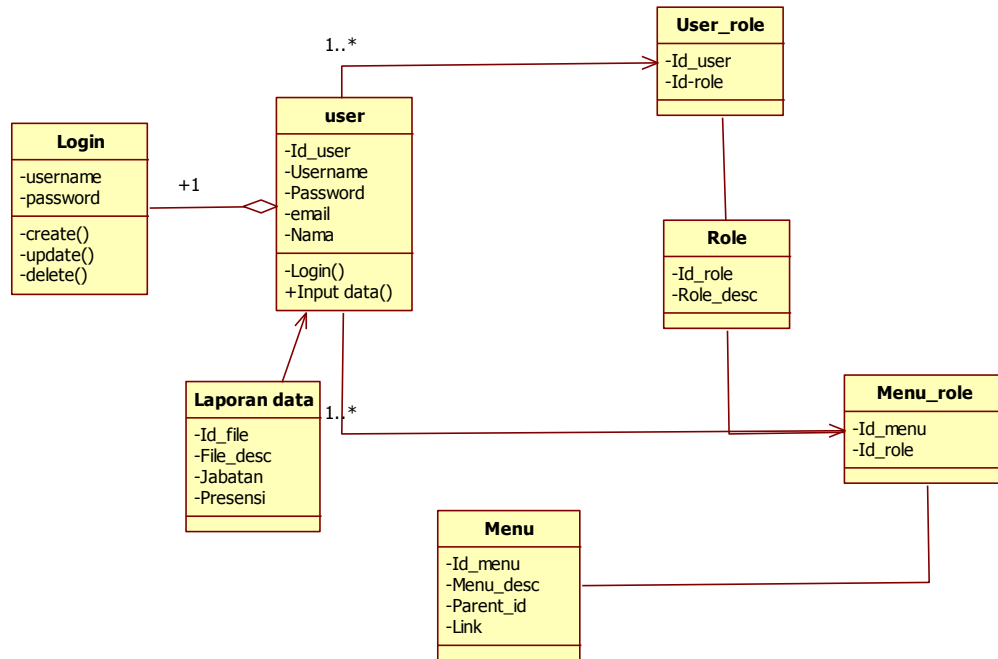 User_role
-Id_user
-Id-role
1..*
user
-Id_user
-Username
-Password
-email
-Nama
-Login()
+Input data()
Login
-username
-password
-create()
-update()
-delete()
+1
Role
-Id_role
-Role_desc
Laporan data
-Id_file
-File_desc
-Jabatan
-Presensi
1..*
Menu_role
-Id_menu
-Id_role
Menu
-Id_menu
-Menu_desc
-Parent_id
-Link